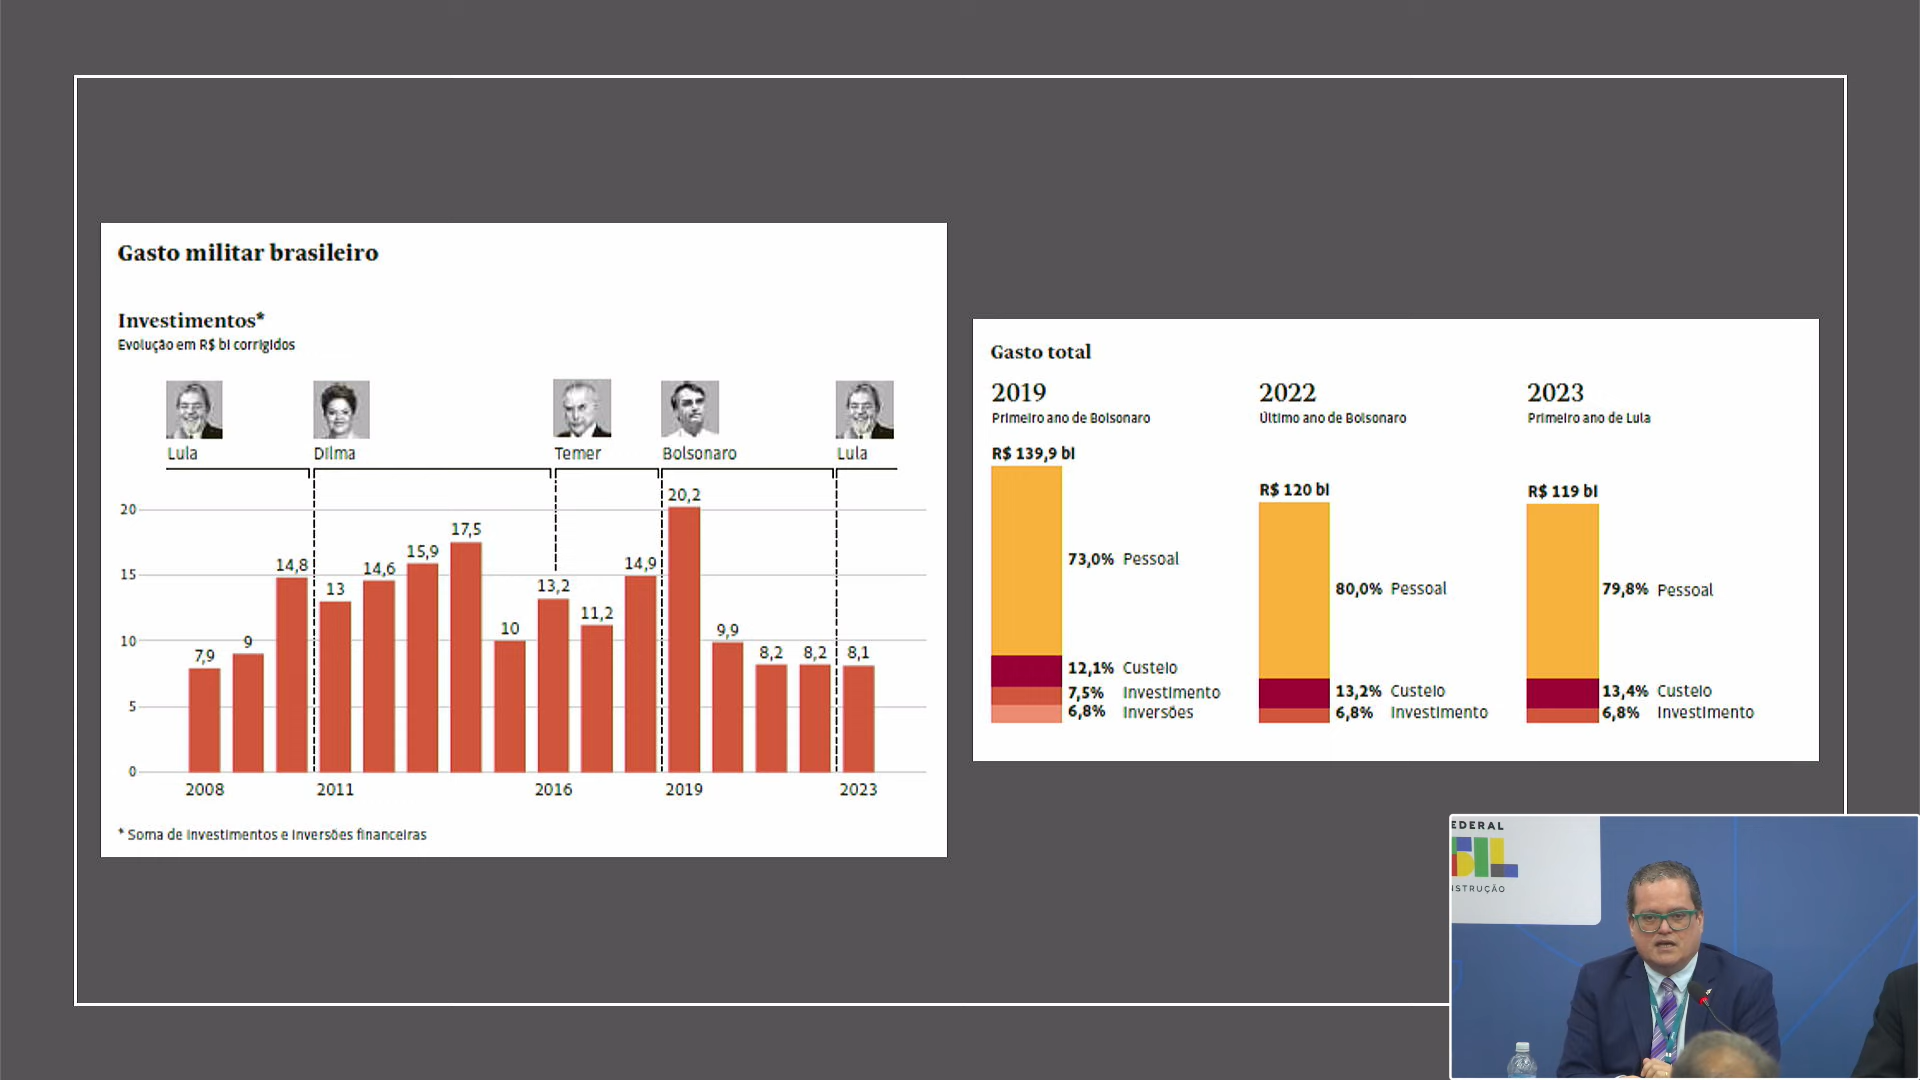 Gasto militar brasileiro
Investimentos*
Evolução em R$ bi corrigidos
Lula
Dilma
Temer
Bolsonaro
Lula
20
15
10
5
0
7,9
9
14,8
13
14,6
15,9
17,5
10
13,2
11,2
14,9
20,2
9,9
8,2
8,2
8,1
2008
2011
2016
2019
2023
* Soma de investimentos e inversões financeiras
Gasto total
2019
Primeiro ano de Bolsonaro
R$ 139,9 bi
73,0% Pessoal
12,1% Custeio
7,5% Investimento
6,8% Inversões
2022
Último ano de Bolsonaro
R$ 120 bi
80,0% Pessoal
13,2% Custeio
6,8% Investimento
2023
Primeiro ano de Lula
R$ 119 bi
79,8% Pessoal
13,4% Custeio
6,8% Investimento
EDERAL
SIL
NSTRUÇÃO